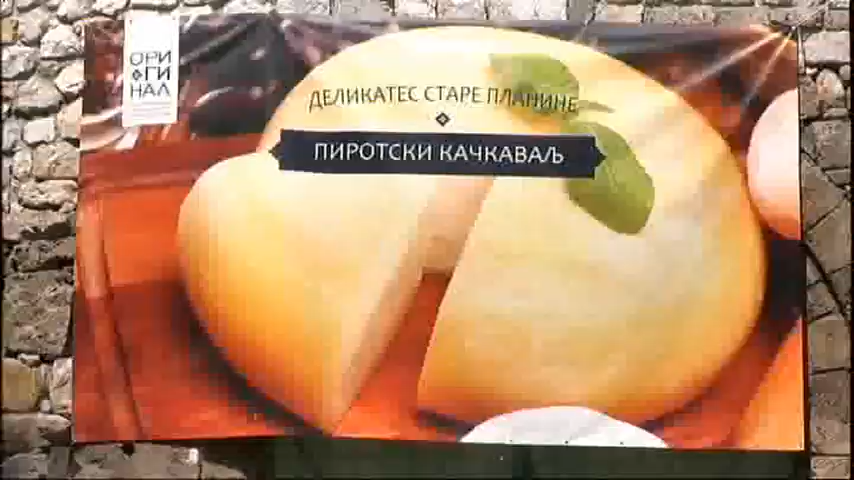 ОРИ
ГИ
НАЛ
ДЕЛИКАТЕС СТАРЕ ПЛАНИНЕ
ПИРОТСКИ КАЧКАВАЉ